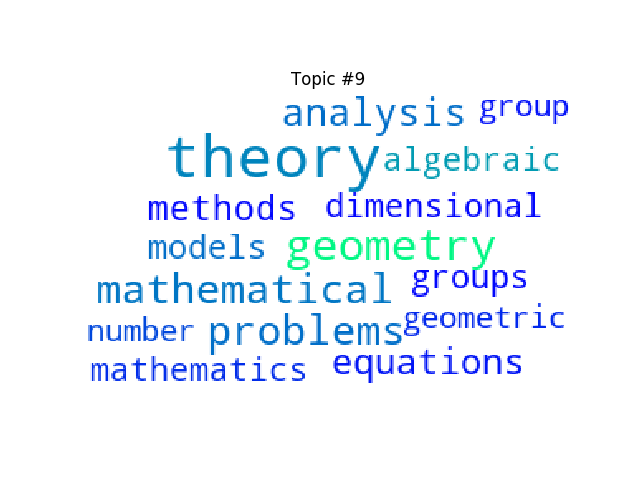 Topic #9
analysis group
theory algebraic
methods dimensional
models geometry
mathematical groups
number problems geometric
mathematics equations